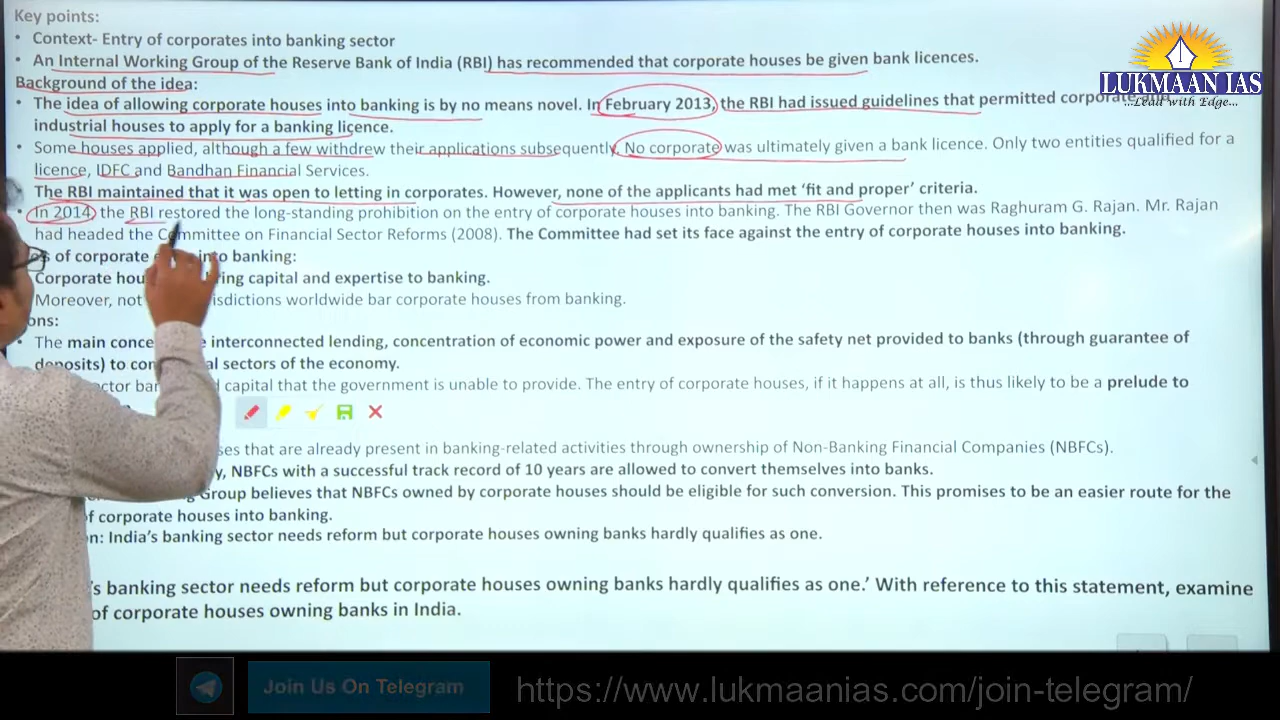 Key points:
• Context- Entry of corporates into banking sector
• An Internal Working Group of the Reserve Bank of India (RBI) has recommended that corporate houses be given bank licences.
Background of the idea:
• The idea of allowing corporate houses into banking is by no means novel. In February 2013, the RBI had issued guidelines that permitted corporate and
industrial houses to apply for a banking licence.
• Some houses applied, although a few withdrew their applications subsequently. No corporate was ultimately given a bank licence. Only two entities qualified for a
licence, IDFC and Bandhan Financial Services.
The RBI maintained that it was open to letting in corporates. However, none of the applicants had met 'fit and proper' criteria.
• In 2014, the RBI restored the long-standing prohibition on the entry of corporate houses into banking. The RBI Governor then was Raghuram G. Rajan. Mr. Rajan
had headed the Committee on Financial Sector Reforms (2008). The Committee had set its face against the entry of corporate houses into banking.
of corporate into banking:
Corporate capital and expertise to banking.
Moreover, not worldwide bar corporate houses from banking.
• The main interconnected lending, concentration of economic power and exposure of the safety net provided to banks (through guarantee of
deposits) to sectors of the economy.
capital that the government is unable to provide. The entry of corporate houses, if it happens at all, is thus likely to be a prelude to
that are already present in banking-related activities through ownership of Non-Banking Financial Companies (NBFCs).
NBFCs with a successful track record of 10 years are allowed to convert themselves into banks.
Group believes that NBFCs owned by corporate houses should be eligible for such conversion. This promises to be an easier route for the
of corporate houses into banking.
India's banking sector needs reform but corporate houses owning banks hardly qualifies as one.
banking sector needs reform but corporate houses owning banks hardly qualifies as one.' With reference to this statement, examine
of corporate houses owning banks in India.
LUKMAAN IAS
...Lead with Edge...
Join Us On Telegram
https://www.lukmaanias.com/join-telegram/